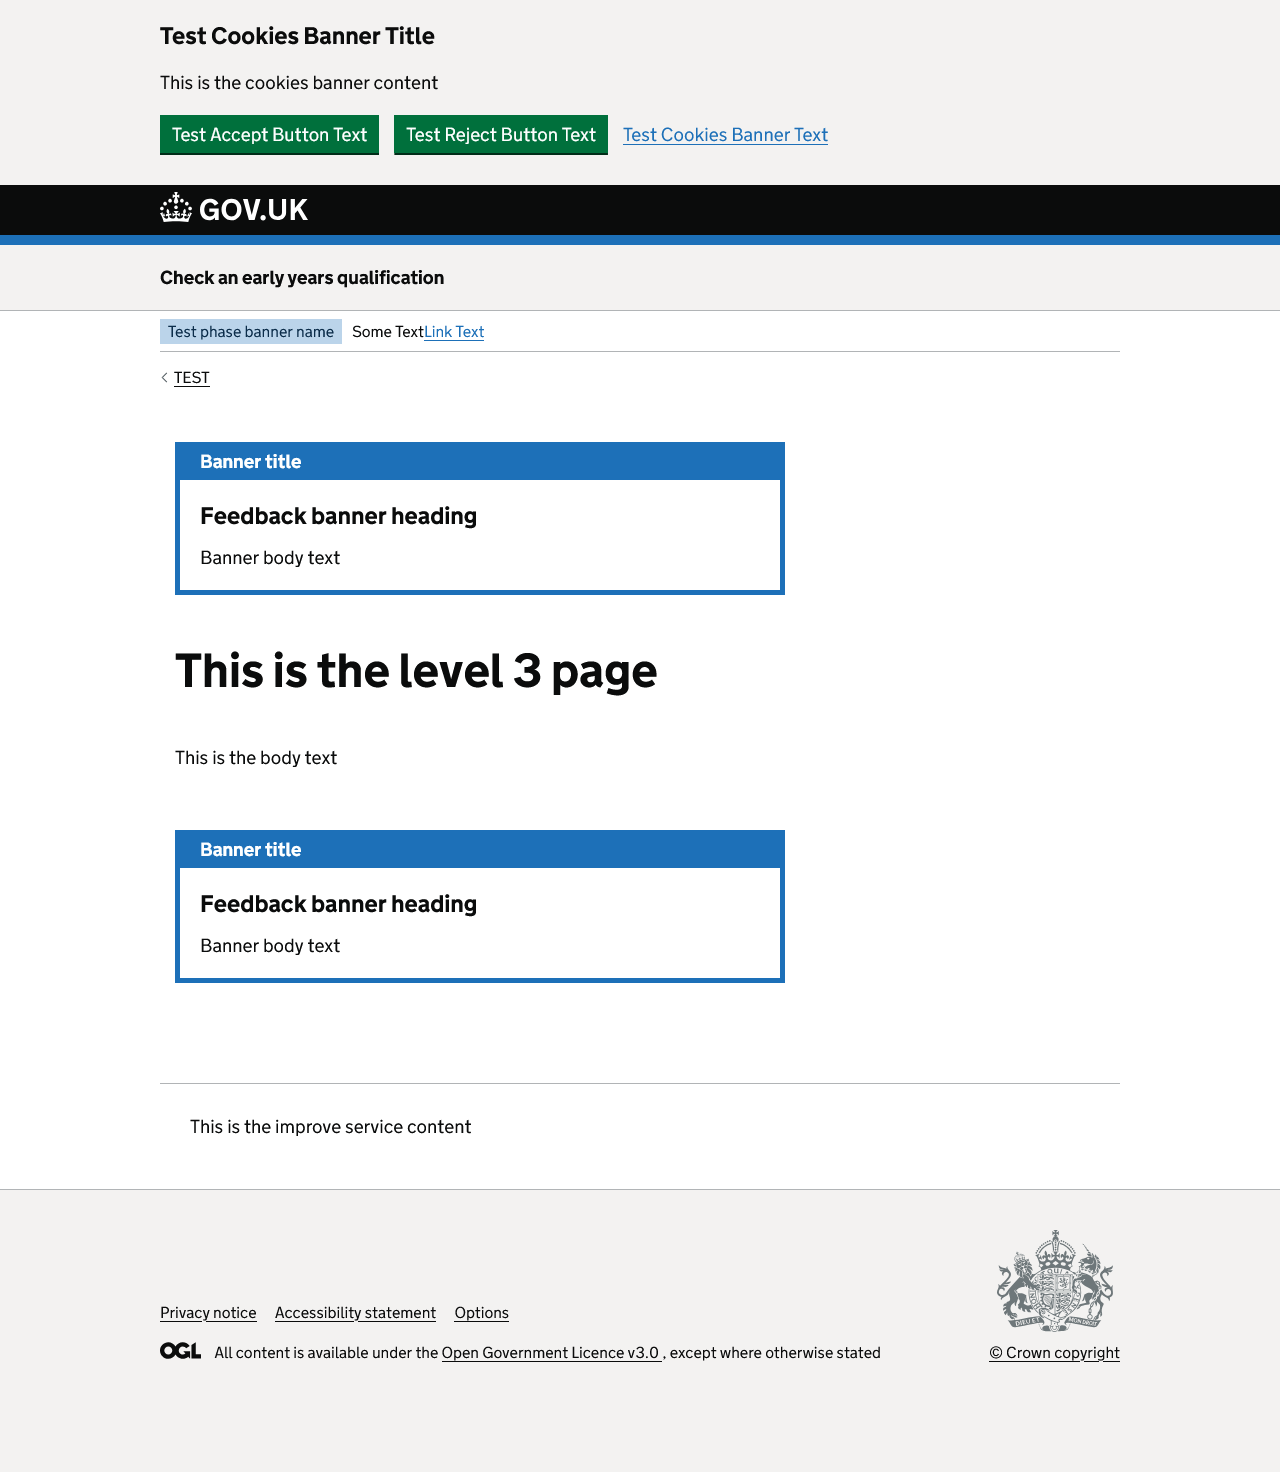 Test Cookies Banner Title
This is the cookies banner content
Test Accept Button Text Test Reject Button Text Test Cookies Banner Text
GOV.UK
Check an early years qualification
Test phase banner name Some TextLink Text
TEST
Banner title
Feedback banner heading
Banner body text
This is the level 3 page
This is the body text
Banner title
Feedback banner heading
Banner body text
This is the improve service content
Privacy notice Accessibility statement Options
OGL All content is available under the Open Government Licence v3.0 , except where otherwise stated
© Crown copyright